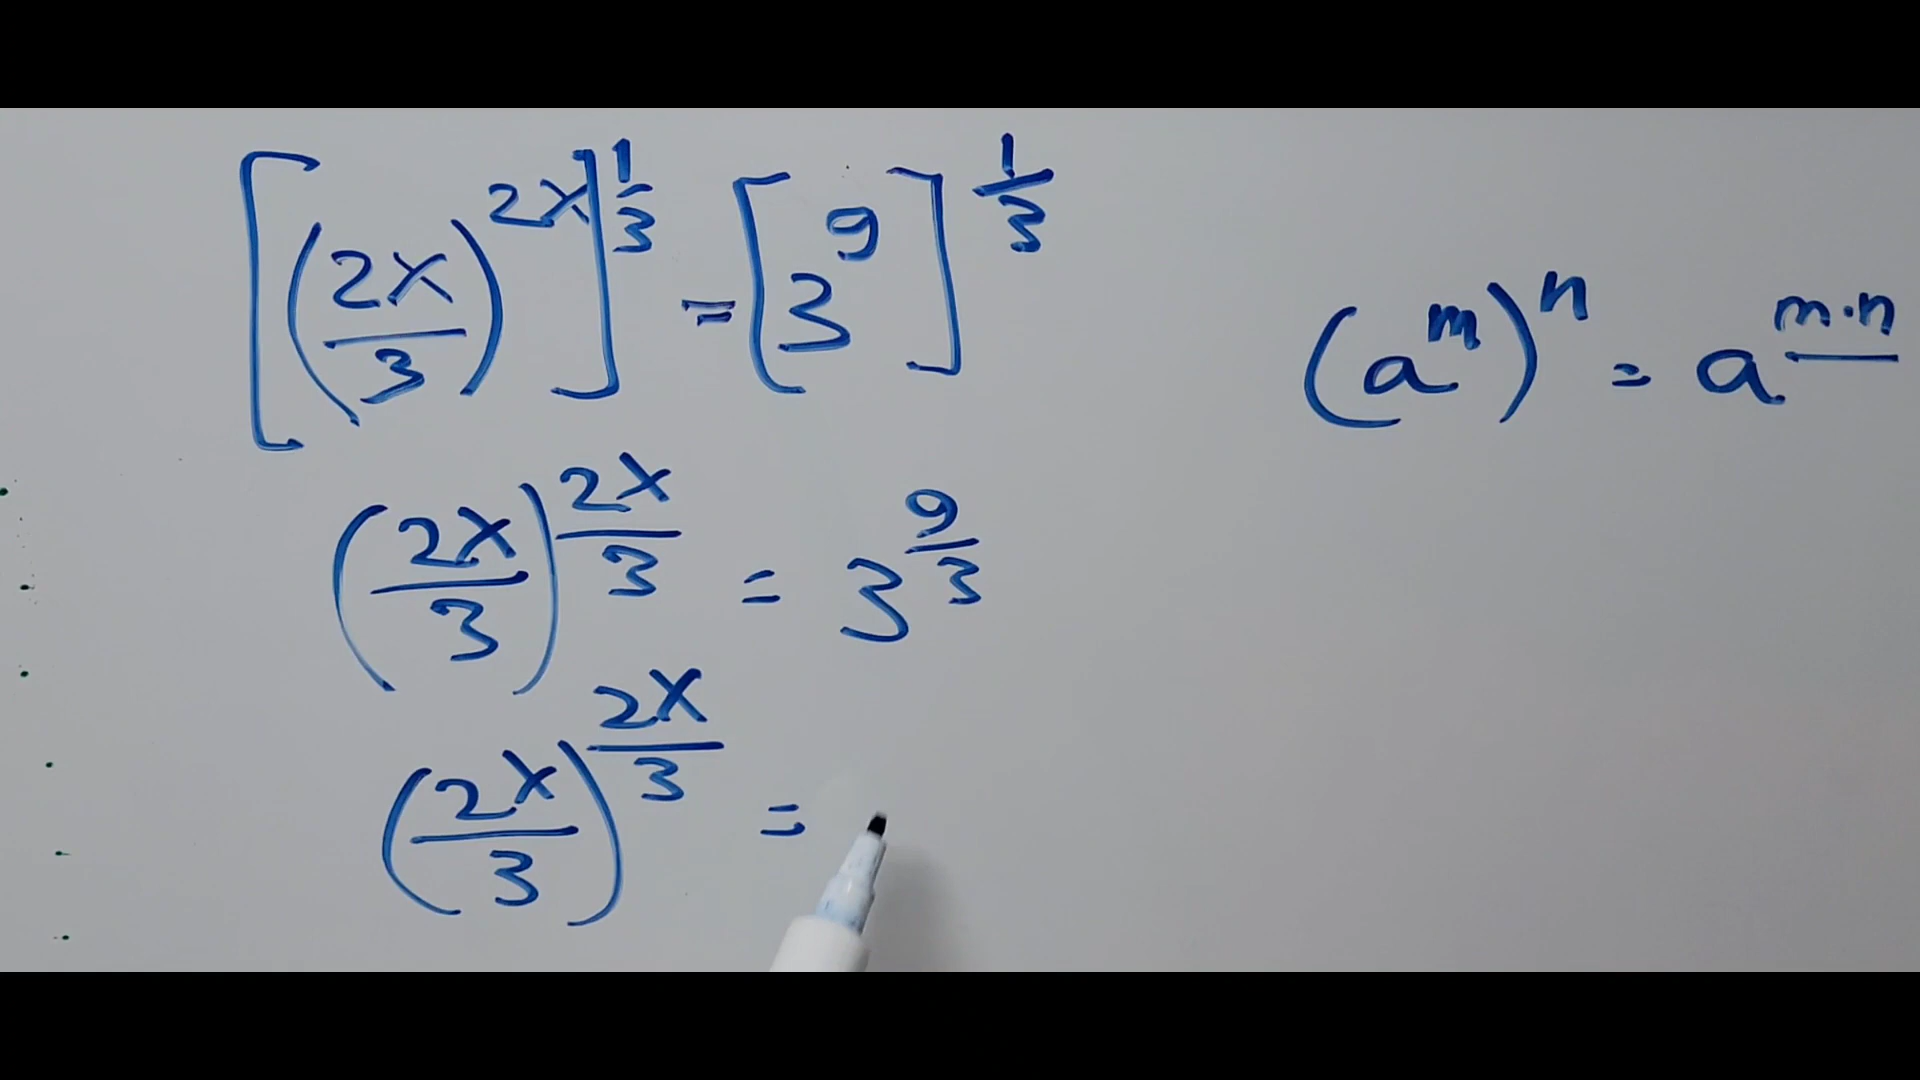 [(2x/3)^2x]^1/3 = [3^9]^1/3
(a^m)^n = a^m·n
(2x/3)^2x/3 = 3^9/3
(2x/3)^2x/3 =